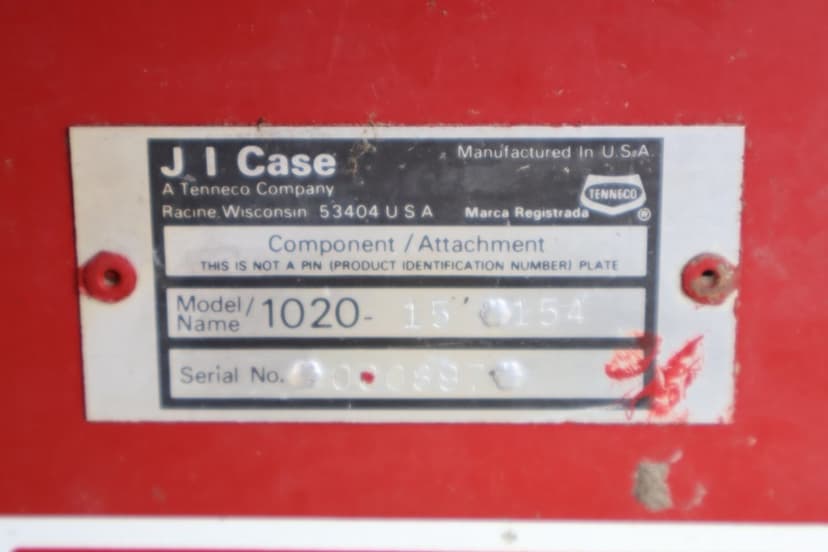 J I Case
Manufactured In U.S.A.
A Tenneco Company
Racine, Wisconsin 53404 U S A
Marca Registrada
TENNECO
®
Component / Attachment
THIS IS NOT A PIN (PRODUCT IDENTIFICATION NUMBER) PLATE
Model/Name 1020- 15'
Serial No.